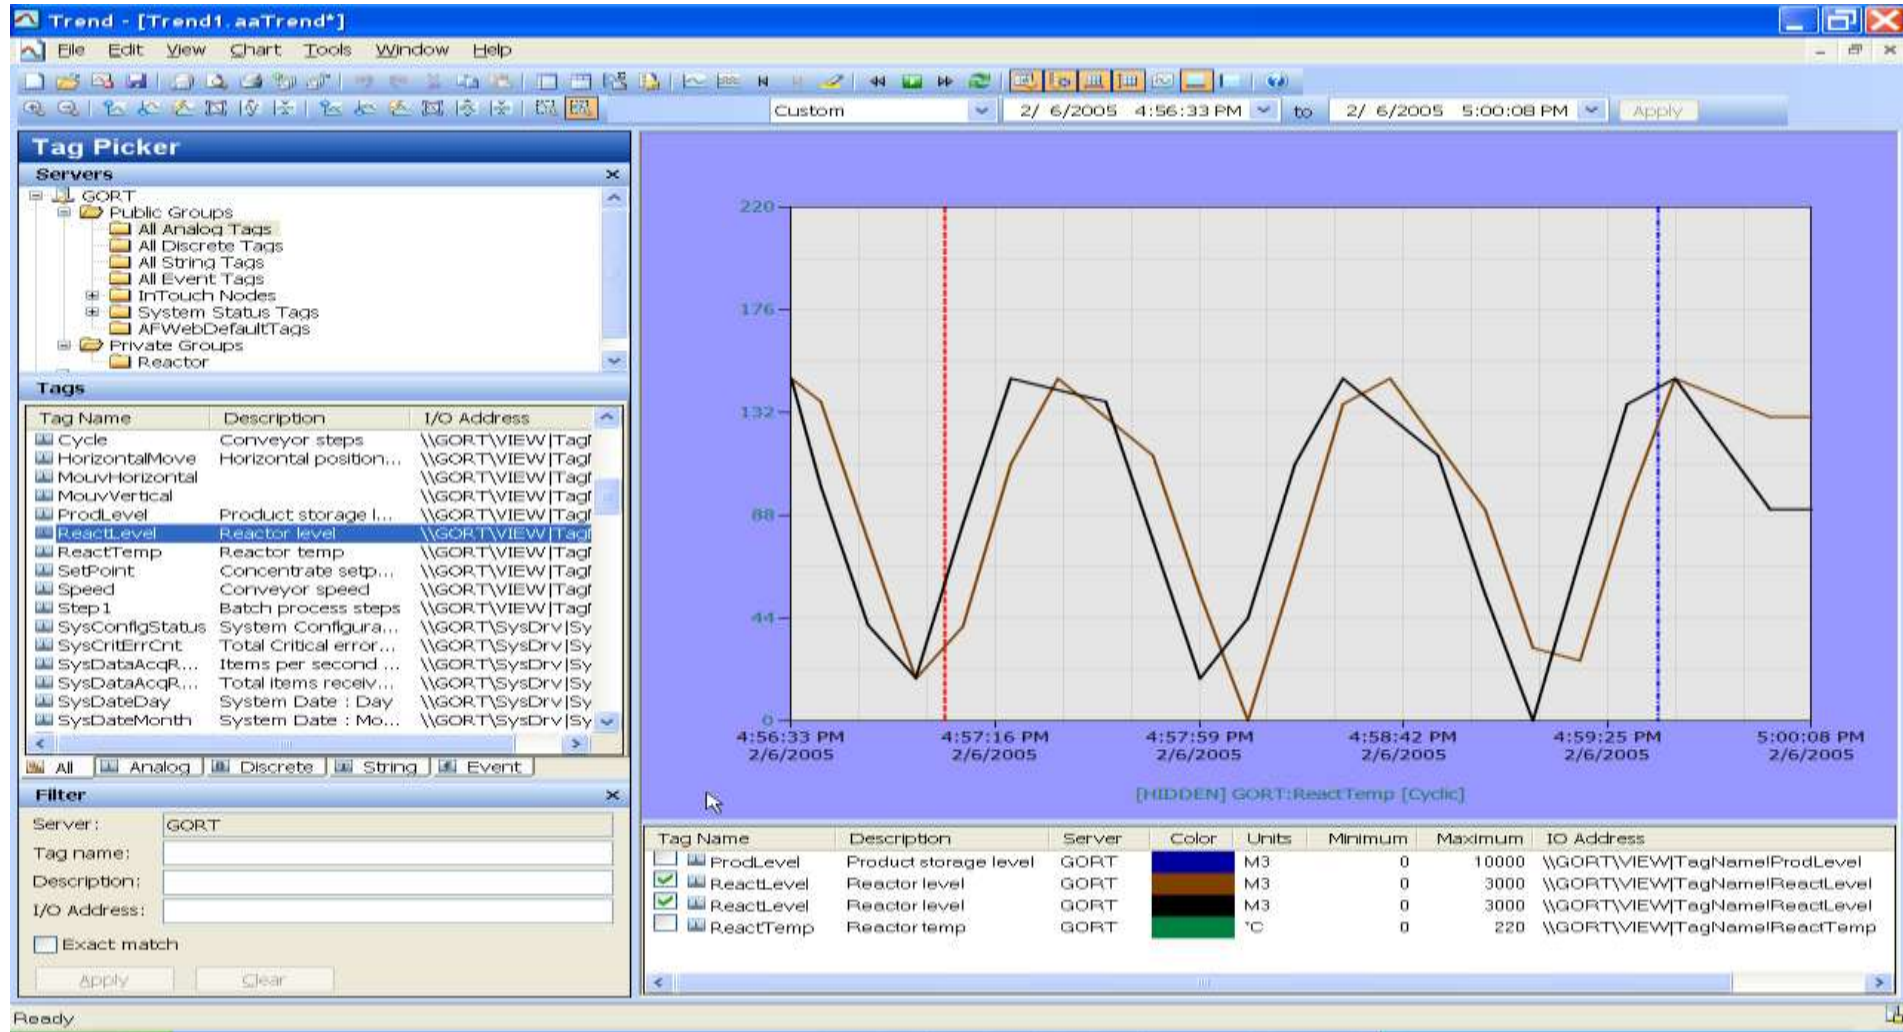 Trend - [Trend1.aaTrend*]
File Edit View Chart Tools Window Help
Custom 2/ 6/2005 4:56:33 PM to 2/ 6/2005 5:00:08 PM Apply
Tag Picker
Servers
GORT
Public Groups
All Analog Tags
All Discrete Tags
All String Tags
All Event Tags
InTouch Nodes
System Status Tags
AFWebDefaultTags
Private Groups
Reactor
Tags
Tag Name Description I/O Address
Cycle Conveyor steps \\GORT\VIEW|Tag
HorizontalMove Horizontal position... \\GORT\VIEW|Tag
MouvHorizontal \\GORT\VIEW|Tag
MouvVertical \\GORT\VIEW|Tag
ProdLevel Product storage l... \\GORT\VIEW|Tag
ReactLevel Reactor level \\GORT\VIEW|Tag
ReactTemp Reactor temp \\GORT\VIEW|Tag
SetPoint Concentrate setp... \\GORT\VIEW|Tag
Speed Conveyor speed \\GORT\VIEW|Tag
Step1 Batch process steps \\GORT\VIEW|Tag
SysConfigStatus System Configura... \\GORT\SysDrv|Sy
SysCritErrCnt Total Critical error... \\GORT\SysDrv|Sy
SysDataAcqR... Items per second ... \\GORT\SysDrv|Sy
SysDataAcqR... Total items receiv... \\GORT\SysDrv|Sy
SysDateDay System Date : Day \\GORT\SysDrv|Sy
SysDateMonth System Date : Mo... \\GORT\SysDrv|Sy
All Analog Discrete String Event
Filter
Server: GORT
Tag name:
Description:
I/O Address:
Exact match
Apply Clear
220
176
132
88
44
0
4:56:33 PM 4:57:16 PM 4:57:59 PM 4:58:42 PM 4:59:25 PM 5:00:08 PM
2/6/2005 2/6/2005 2/6/2005 2/6/2005 2/6/2005 2/6/2005
[HIDDEN] GORT:ReactTemp [Cyclic]
Tag Name Description Server Color Units Minimum Maximum IO Address
ProdLevel Product storage level GORT M3 0 10000 \\GORT\VIEW|TagName!ProdLevel
ReactLevel Reactor level GORT M3 0 3000 \\GORT\VIEW|TagName!ReactLevel
ReactLevel Reactor level GORT M3 0 3000 \\GORT\VIEW|TagName!ReactLevel
ReactTemp Reactor temp GORT °C 0 220 \\GORT\VIEW|TagName!ReactTemp
Ready